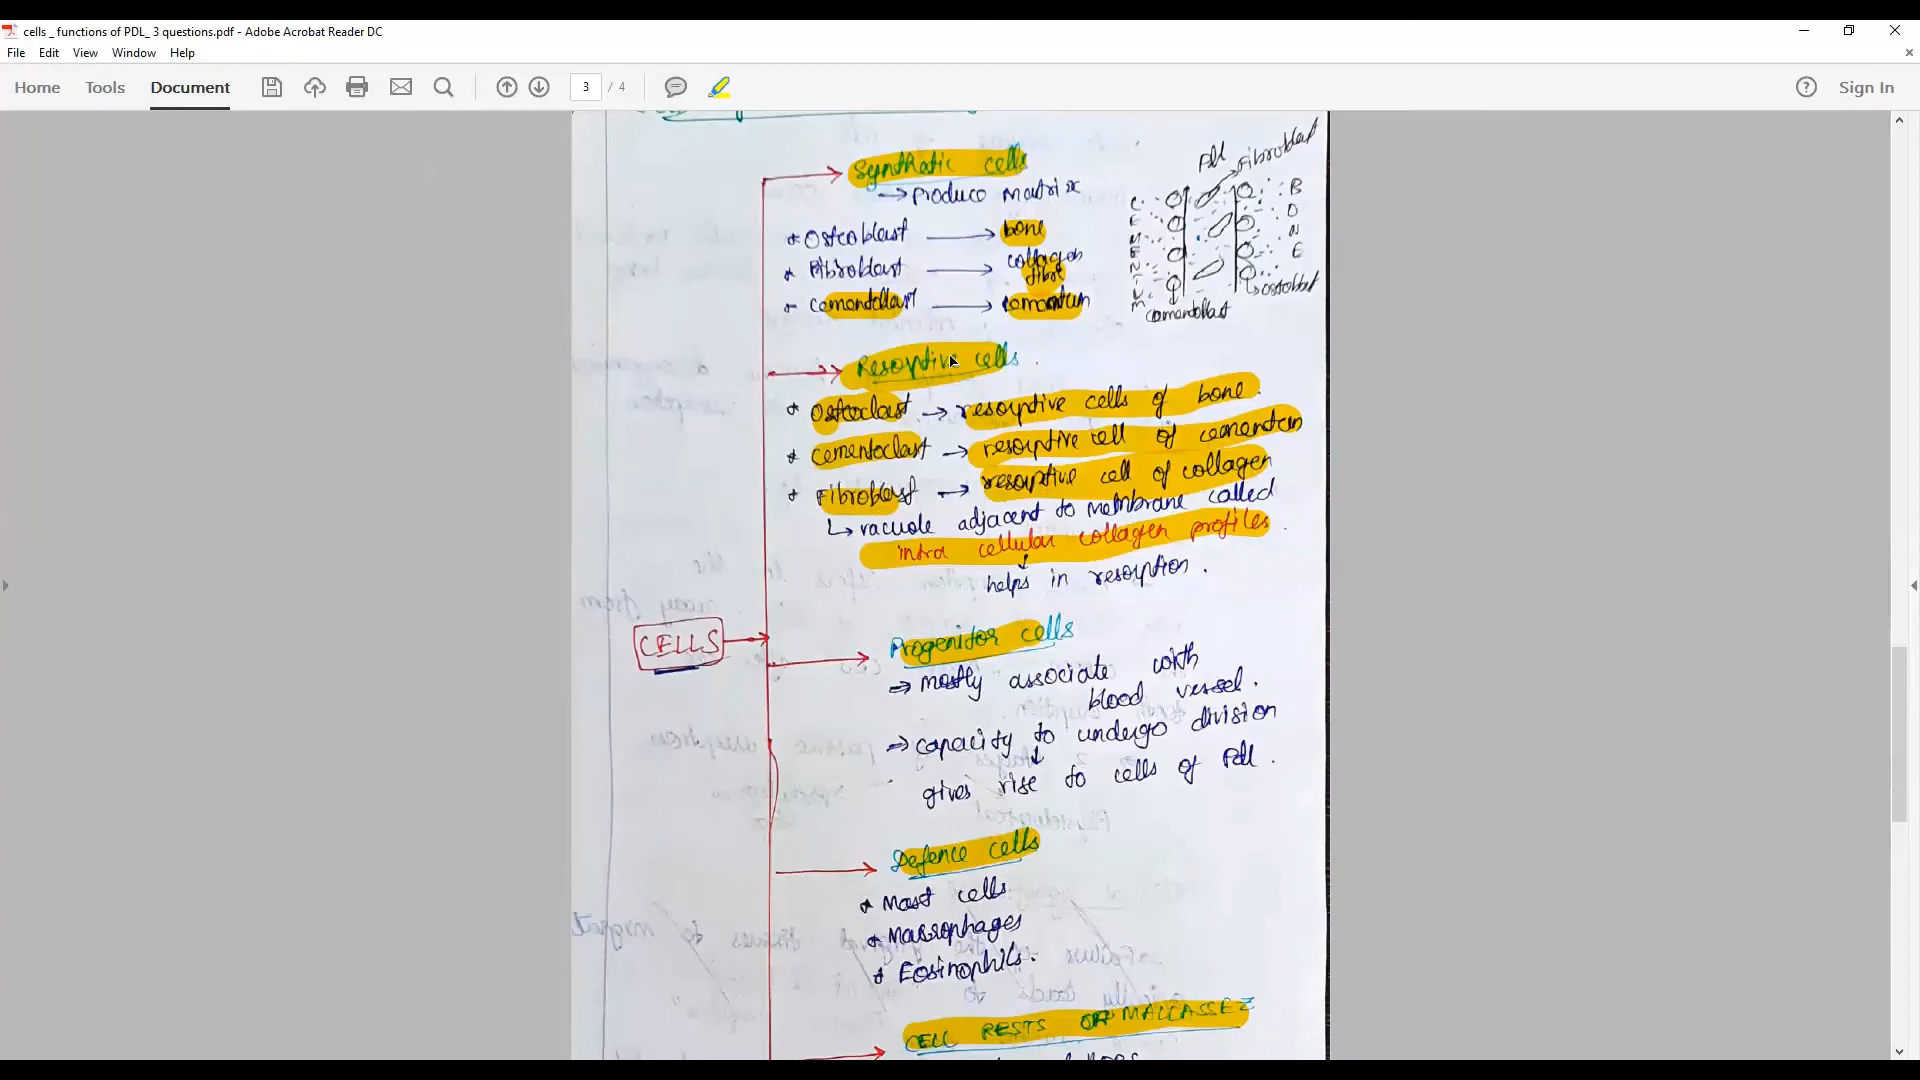 cells _ functions of PDL_ 3 questions.pdf - Adobe Acrobat Reader DC
File Edit View Window Help
Home Tools Document 3 / 4 Sign In
Synthetic cells
→ produce matrix
* Osteoblast → bone
* Fibroblast → collagen
fibre
- cementoblast → cementum
Pdl Fibroblast
CEMENTUM
BONE
cementoblast
osteoblast
Resorptive cells
* Osteoclast → resorptive cells of bone.
* Cementoclast → resorptive cell of cementum
* Fibroblast → resorptive cell of collagen
↳ vacuole adjacent to membrane called
intra cellular collagen profiles.
↓
helps in resorption.
CELLS
Progenitor cells
⇒ mostly associate with
blood vessel.
⇒ capacity to undergo division
↓
gives rise to cells of Pdl.
Defence cells
* Mast cells
* Macrophages
* Eosinophils.
CELL RESTS OF MALLASSEZ